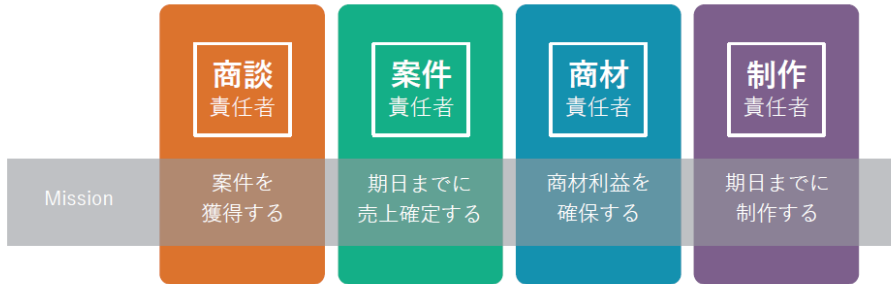 商談
責任者
案件
責任者
商材
責任者
制作
責任者
Mission
案件を
獲得する
期日までに
売上確定する
商材利益を
確保する
期日までに
制作する